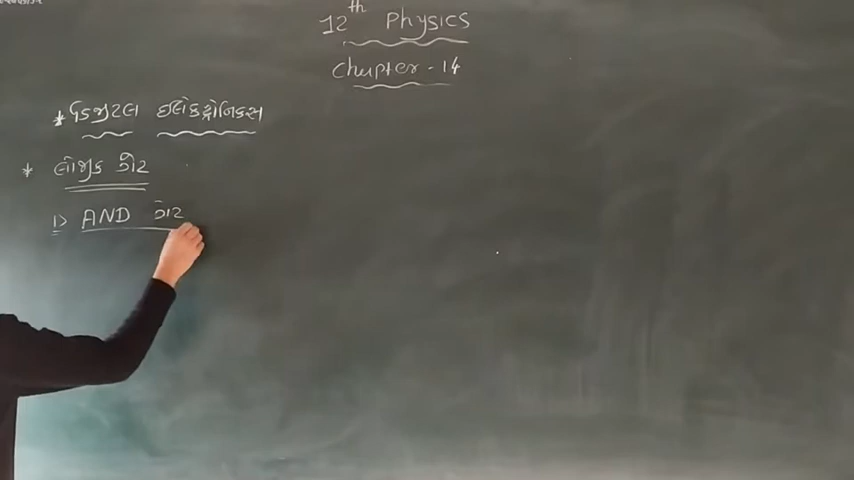 12th Physics
Chapter - 14
* ડિજીટલ ઇલેક્ટ્રોનિક્સ
* લોજીક ગેટ
1> AND ગેટ